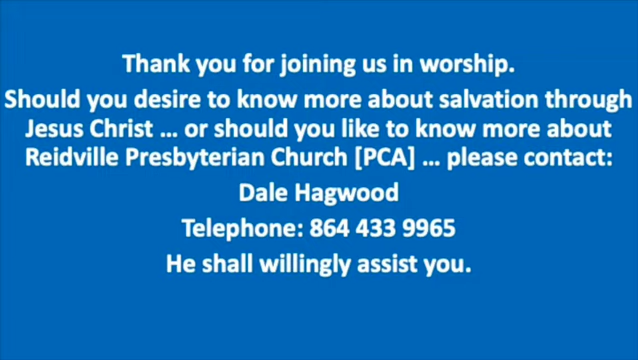 Thank you for joining us in worship.
Should you desire to know more about salvation through
Jesus Christ ... or should you like to know more about
Reidville Presbyterian Church [PCA] ... please contact:
Dale Hagwood
Telephone: 864 433 9965
He shall willingly assist you.